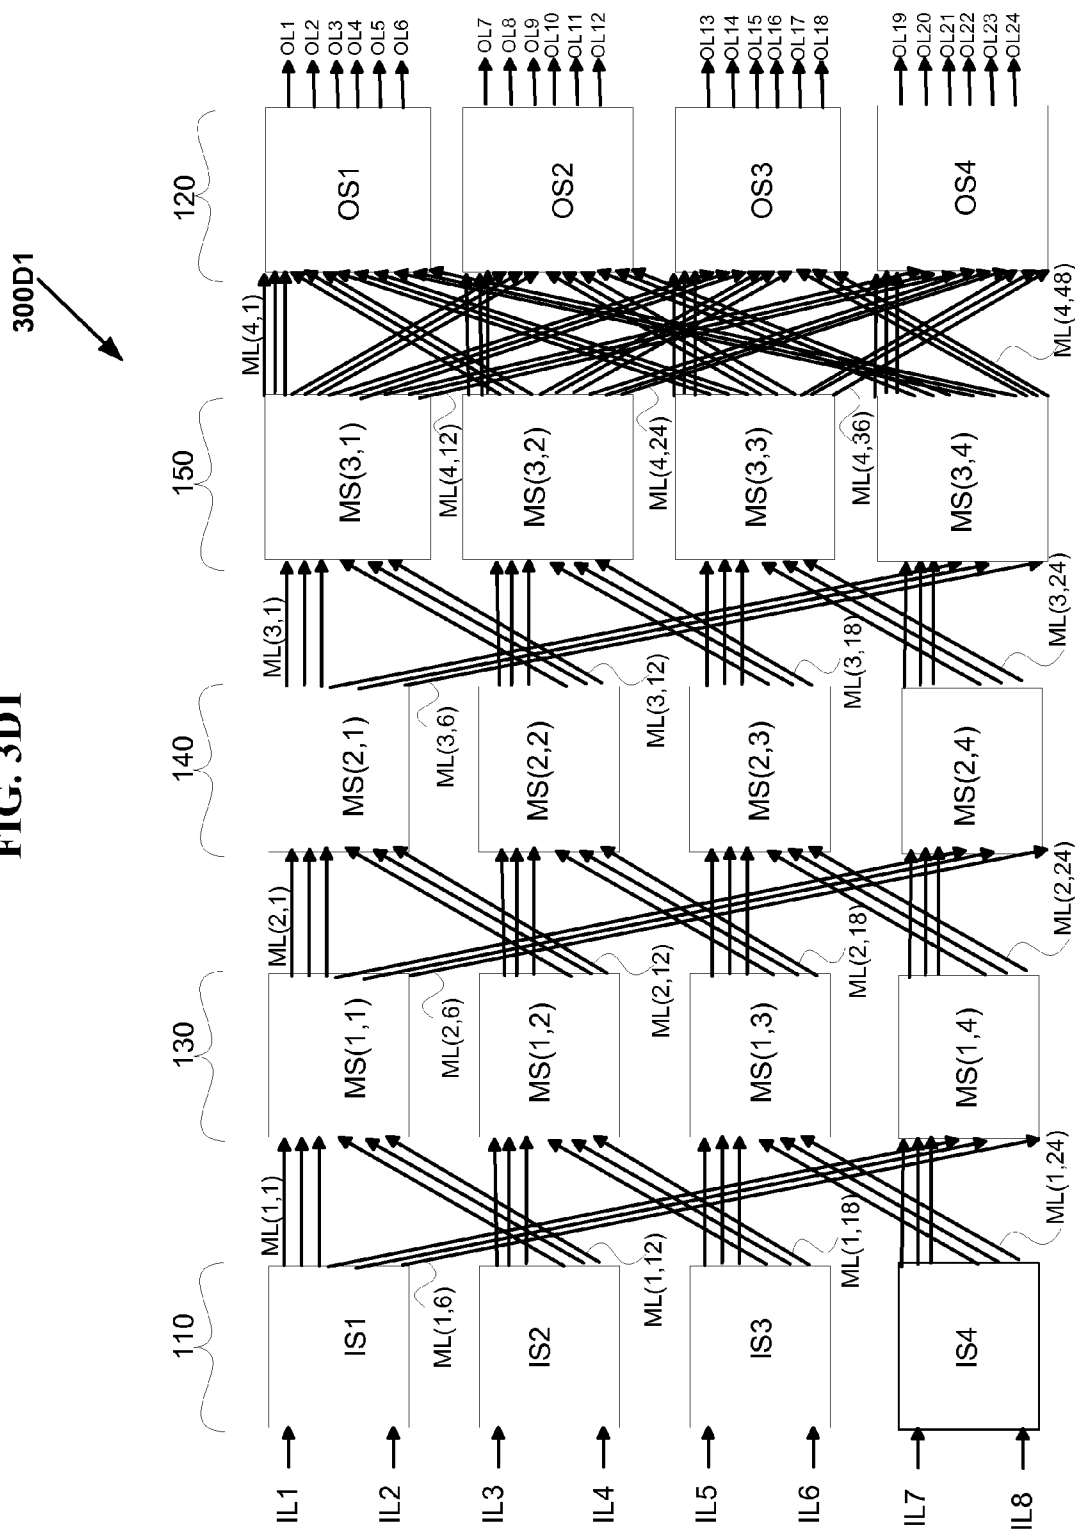 FIG. 3D1
300D1
110
130
140
150
120
IL1
IL2
IL3
IL4
IL5
IL6
IL7
IL8
IS1
IS2
IS3
IS4
ML(1,1)
ML(1,6)
ML(1,12)
ML(1,18)
ML(1,24)
MS(1,1)
MS(1,2)
MS(1,3)
MS(1,4)
ML(2,1)
ML(2,6)
ML(2,12)
ML(2,18)
ML(2,24)
MS(2,1)
MS(2,2)
MS(2,3)
MS(2,4)
ML(3,1)
ML(3,6)
ML(3,12)
ML(3,18)
ML(3,24)
MS(3,1)
MS(3,2)
MS(3,3)
MS(3,4)
ML(4,1)
ML(4,12)
ML(4,24)
ML(4,36)
ML(4,48)
OS1
OS2
OS3
OS4
OL1
OL2
OL3
OL4
OL5
OL6
OL7
OL8
OL9
OL10
OL11
OL12
OL13
OL14
OL15
OL16
OL17
OL18
OL19
OL20
OL21
OL22
OL23
OL24